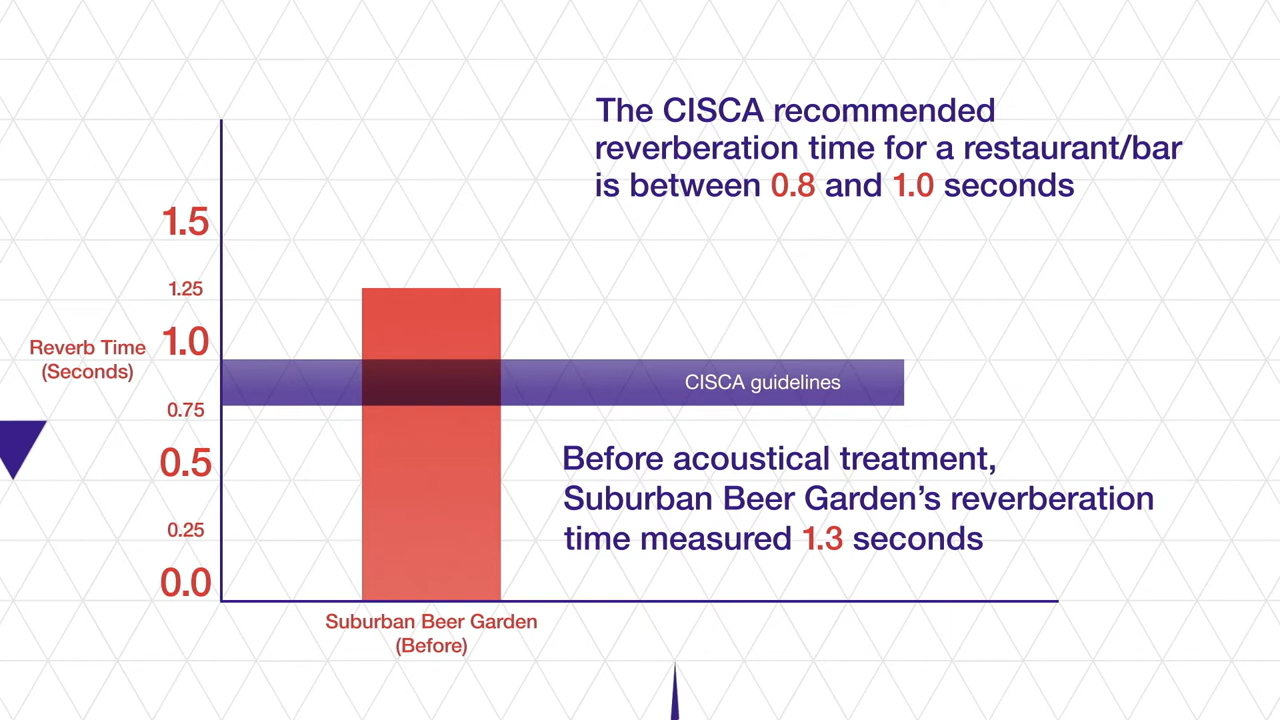 The CISCA recommended
reverberation time for a restaurant/bar
is between 0.8 and 1.0 seconds
1.5
1.25
1.0
Reverb Time
(Seconds)
0.75
0.5
0.25
0.0
CISCA guidelines
Before acoustical treatment,
Suburban Beer Garden’s reverberation
time measured 1.3 seconds
Suburban Beer Garden
(Before)